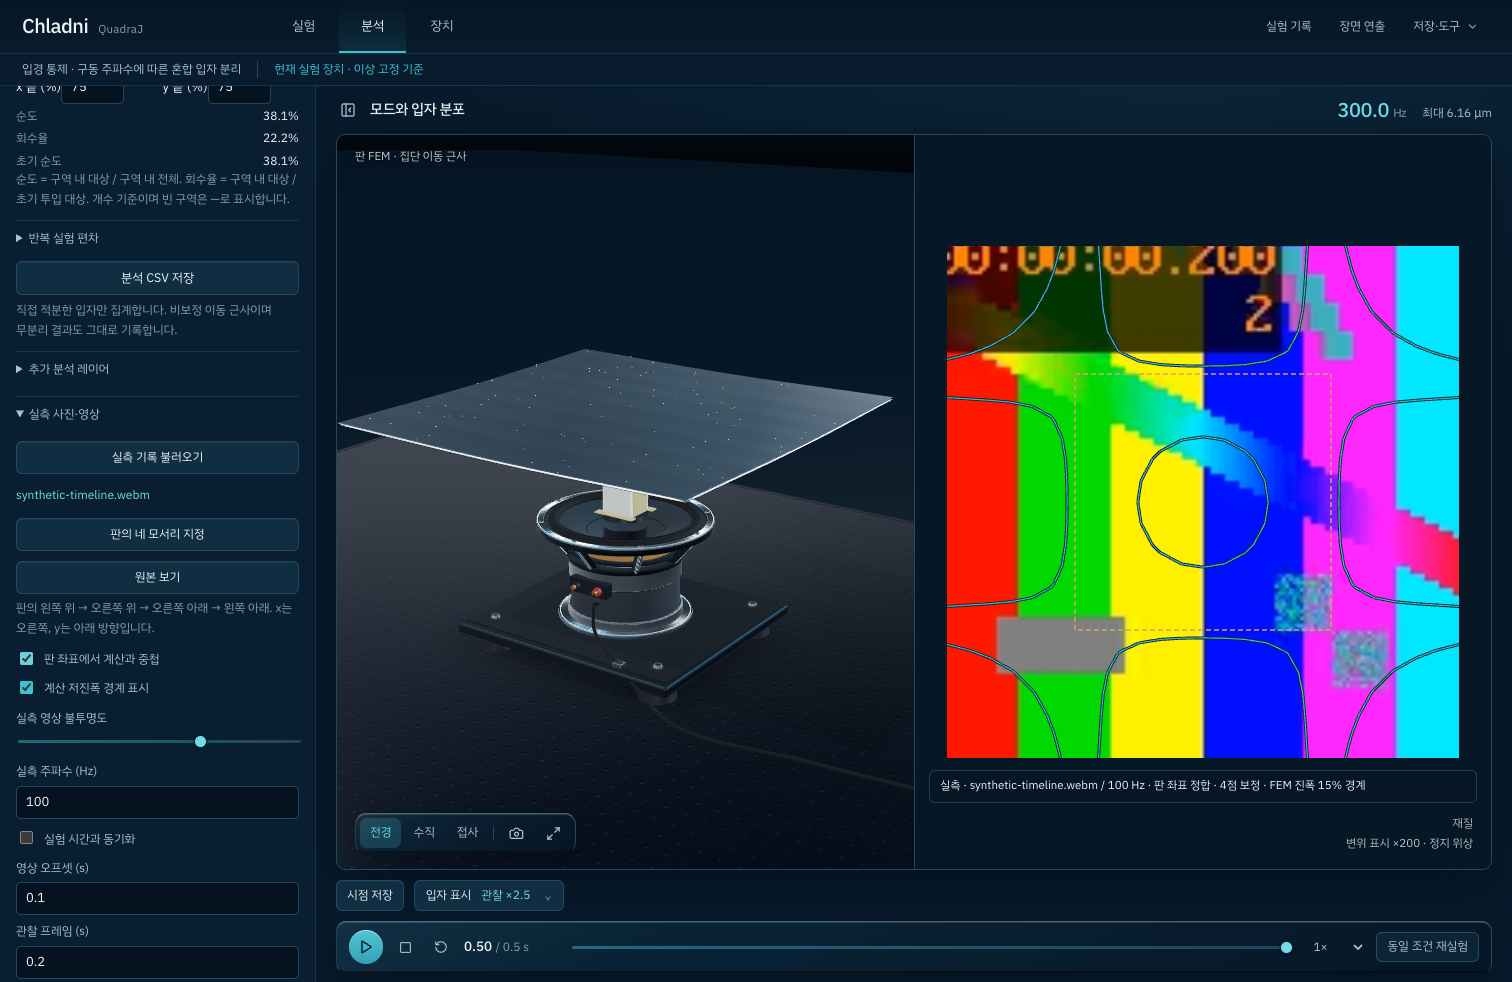 Chladni QuadraJ 실험 분석 장치 실험 기록 장면 연출 저장·도구
입경 통제 · 구동 주파수에 따른 혼합 입자 분리 현재 실험 장치 · 이상 고정 기준
x 끝 (%) 75 y 끝 (%) 75
순도 38.1%
회수율 22.2%
초기 순도 38.1%
순도 = 구역 내 대상 / 구역 내 전체. 회수율 = 구역 내 대상 /
초기 투입 대상. 개수 기준이며 빈 구역은 —로 표시합니다.
▶ 반복 실험 편차
분석 CSV 저장
직접 적분한 입자만 집계합니다. 비보정 이동 근사이며
무분리 결과도 그대로 기록합니다.
▶ 추가 분석 레이어
▼ 실측 사진·영상
실측 기록 불러오기
synthetic-timeline.webm
판의 네 모서리 지정
원본 보기
판의 왼쪽 위 → 오른쪽 위 → 오른쪽 아래 → 왼쪽 아래. x는
오른쪽, y는 아래 방향입니다.
판 좌표에서 계산과 중첩
계산 저진폭 경계 표시
실측 영상 불투명도
실측 주파수 (Hz)
100
실험 시간과 동기화
영상 오프셋 (s)
0.1
관찰 프레임 (s)
0.2
모드와 입자 분포 300.0 Hz 최대 6.16 µm
판 FEM · 집단 이동 근사
00:00:00.200
2
전경 수직 접사
실측 · synthetic-timeline.webm / 100 Hz · 판 좌표 정합 · 4점 보정 · FEM 진폭 15% 경계
재질
변위 표시 ×200 · 정지 위상
시점 저장 입자 표시 관찰 ×2.5
0.50 / 0.5 s 1× 동일 조건 재실험